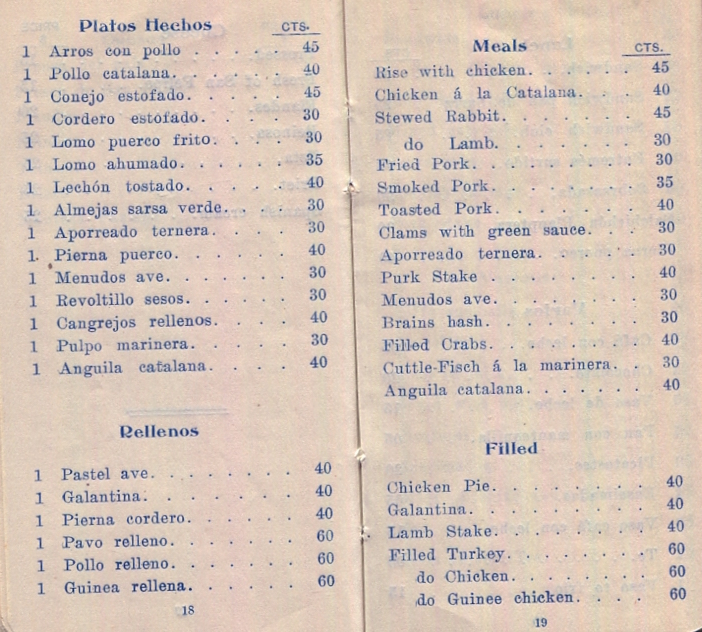 Platos Hechos CTS.
1 Arros con pollo . . . . . 45
1 Pollo catalana. . . . . . 40
1 Conejo estofado. . . . . . 45
1 Cordero estofado. . . . . 30
1 Lomo puerco frito. . . . . 30
1 Lomo ahumado. . . . . . 35
1 Lechón tostado. . . . . . 40
1 Almejas sarsa verde. . . . 30
1 Aporreado ternera. . . . . 30
1. Pierna puerco. . . . . . 40
1 Menudos ave. . . . . . . 30
1 Revoltillo sesos. . . . . . 30
1 Cangrejos rellenos. . . . . 40
1 Pulpo marinera. . . . . . 30
1 Anguila catalana. . . . . 40
Rellenos
1 Pastel ave. . . . . . . . 40
1 Galantina. . . . . . . . 40
1 Pierna cordero. . . . . . 40
1 Pavo relleno. . . . . . . 60
1 Pollo relleno. . . . . . . 60
1 Guinea rellena. . . . . . 60
18
Meals CTS.
Rise with chicken. . . . . . 45
Chicken á la Catalana. . . . 40
Stewed Rabbit. . . . . . . 45
do Lamb. . . . . . . 30
Fried Pork. . . . . . . . 30
Smoked Pork. . . . . . . 35
Toasted Pork. . . . . . . 40
Clams with green sauce. . . . 30
Aporreado ternera. . . . . . 30
Purk Stake . . . . . . . 40
Menudos ave. . . . . . . . 30
Brains hash. . . . . . . . 30
Filled Crabs. . . . . . . . 40
Cuttle-Fisch á la marinera. . . 30
Anguila catalana. . . . . . . 40
Filled
Chicken Pie. . . . . . . . 40
Galantina. . . . . . . . . 40
Lamb Stake. . . . . . . . 40
Filled Turkey. . . . . . . 60
do Chicken. . . . . . . 60
do Guinee chicken. . . . 60
19